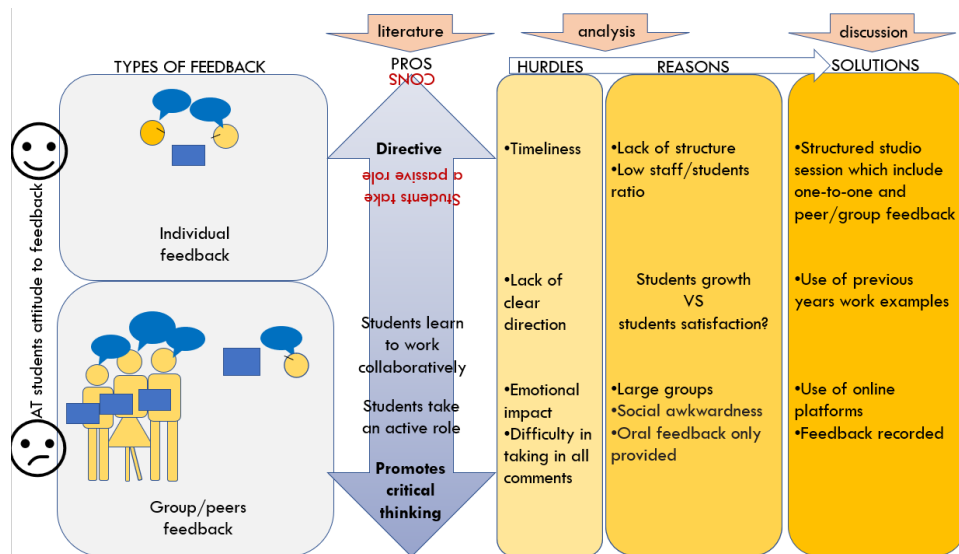 literature
analysis
discussion
TYPES OF FEEDBACK
PROS
CONS
HURDLES
REASONS
SOLUTIONS
AT students attitude to feedback
Individual
feedback
Directive
Students take
a passive role
•Timeliness
•Lack of structure
•Low staff/students
ratio
•Structured studio
session which include
one-to-one and
peer/group feedback
Students learn
to work
collaboratively
•Lack of
clear
direction
Students growth
VS
students satisfaction?
•Use of previous
years work examples
Group/peers
feedback
Students take
an active role
Promotes
critical
thinking
•Emotional
impact
•Difficulty in
taking in all
comments
•Large groups
•Social awkwardness
•Oral feedback only
provided
•Use of online
platforms
•Feedback recorded